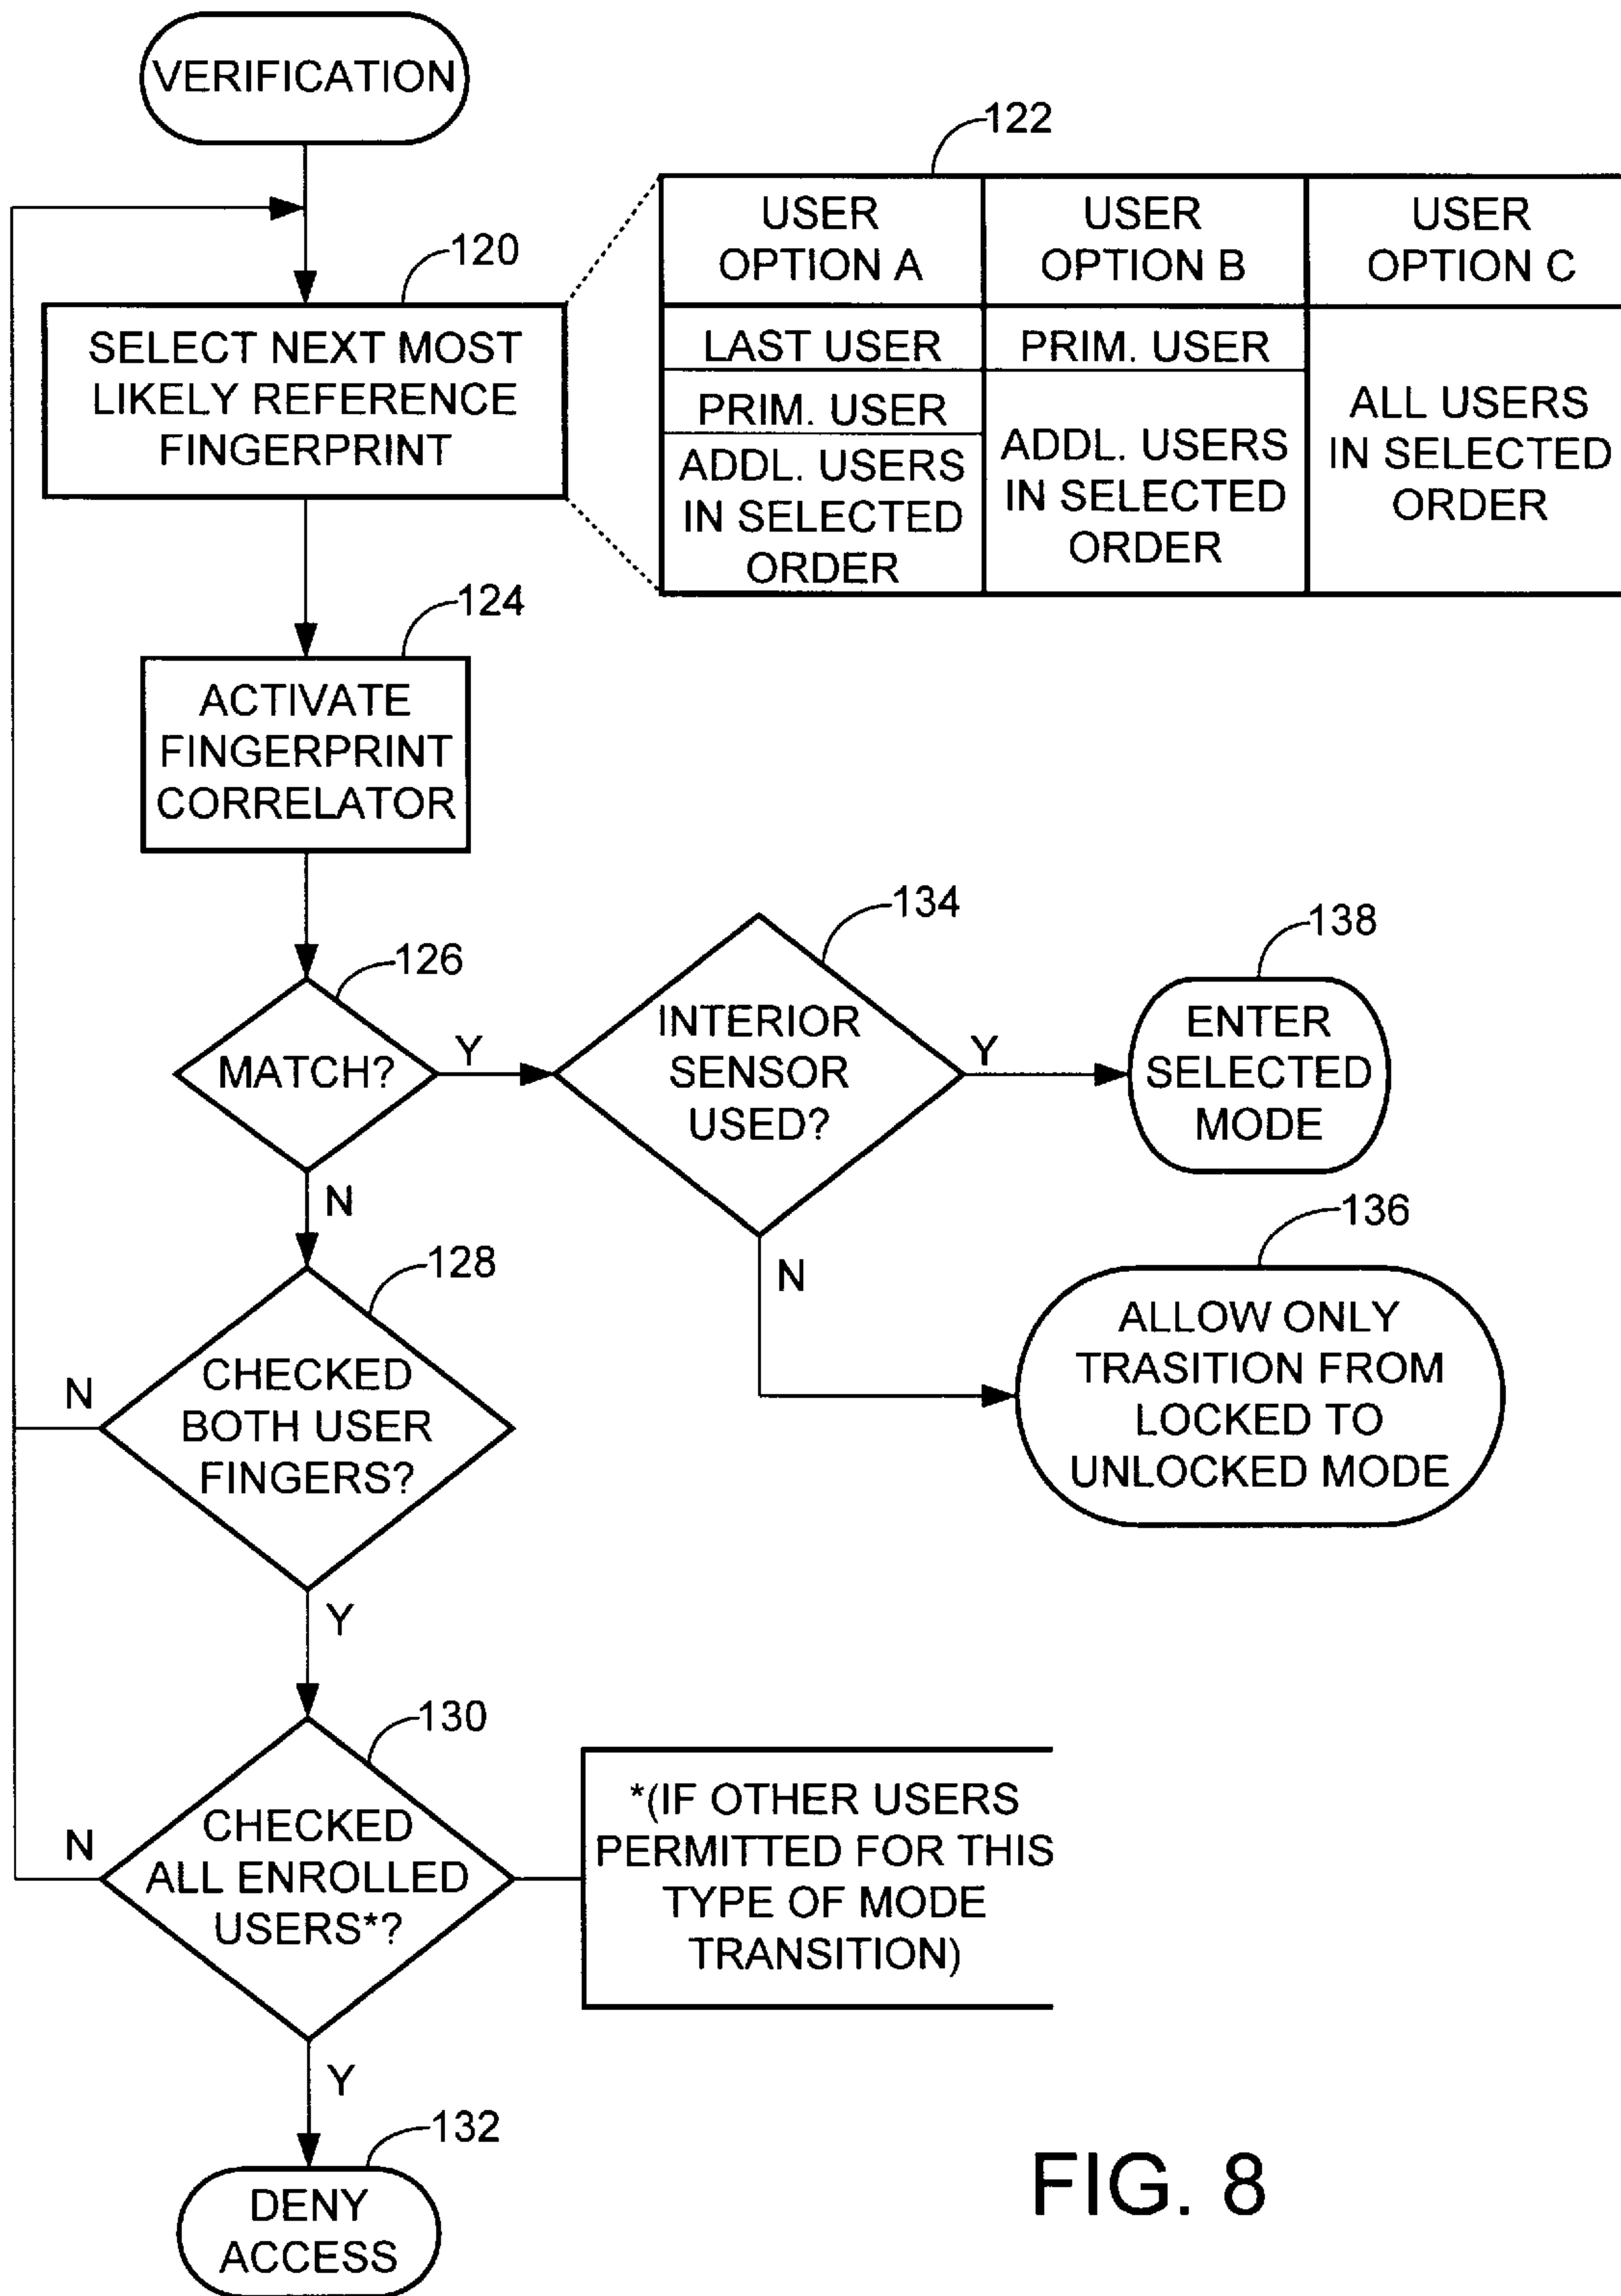 VERIFICATION
122
USER
OPTION A
USER
OPTION B
USER
OPTION C
LAST USER
PRIM. USER
ADDL. USERS
IN SELECTED
ORDER
PRIM. USER
ADDL. USERS
IN SELECTED
ORDER
ALL USERS
IN SELECTED
ORDER
120
SELECT NEXT MOST
LIKELY REFERENCE
FINGERPRINT
124
ACTIVATE
FINGERPRINT
CORRELATOR
126
MATCH?
Y
N
134
INTERIOR
SENSOR
USED?
Y
N
138
ENTER
SELECTED
MODE
136
ALLOW ONLY
TRASITION FROM
LOCKED TO
UNLOCKED MODE
128
CHECKED
BOTH USER
FINGERS?
N
Y
130
CHECKED
ALL ENROLLED
USERS*?
N
Y
*(IF OTHER USERS
PERMITTED FOR THIS
TYPE OF MODE
TRANSITION)
132
DENY
ACCESS
FIG. 8